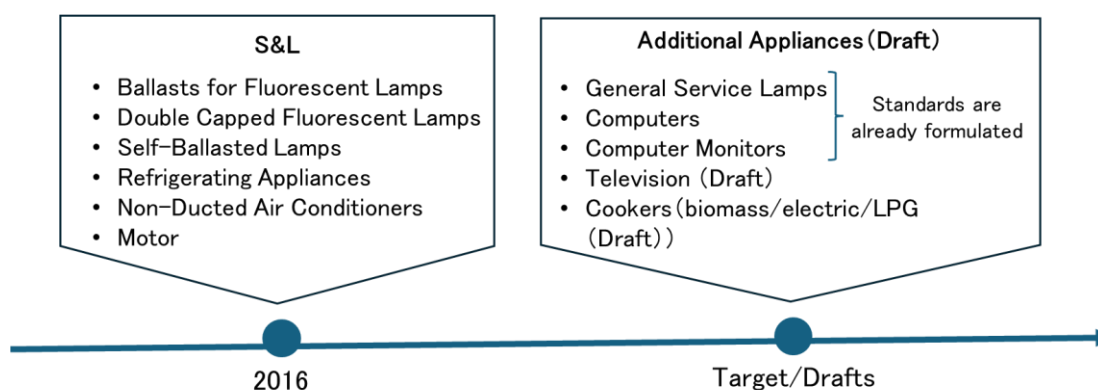 S&L
• Ballasts for Fluorescent Lamps
• Double Capped Fluorescent Lamps
• Self-Ballasted Lamps
• Refrigerating Appliances
• Non-Ducted Air Conditioners
• Motor
Additional Appliances(Draft)
• General Service Lamps
• Computers
• Computer Monitors
• Television (Draft)
• Cookers(biomass/electric/LPG
(Draft))
Standards are
already formulated
2016
Target/Drafts